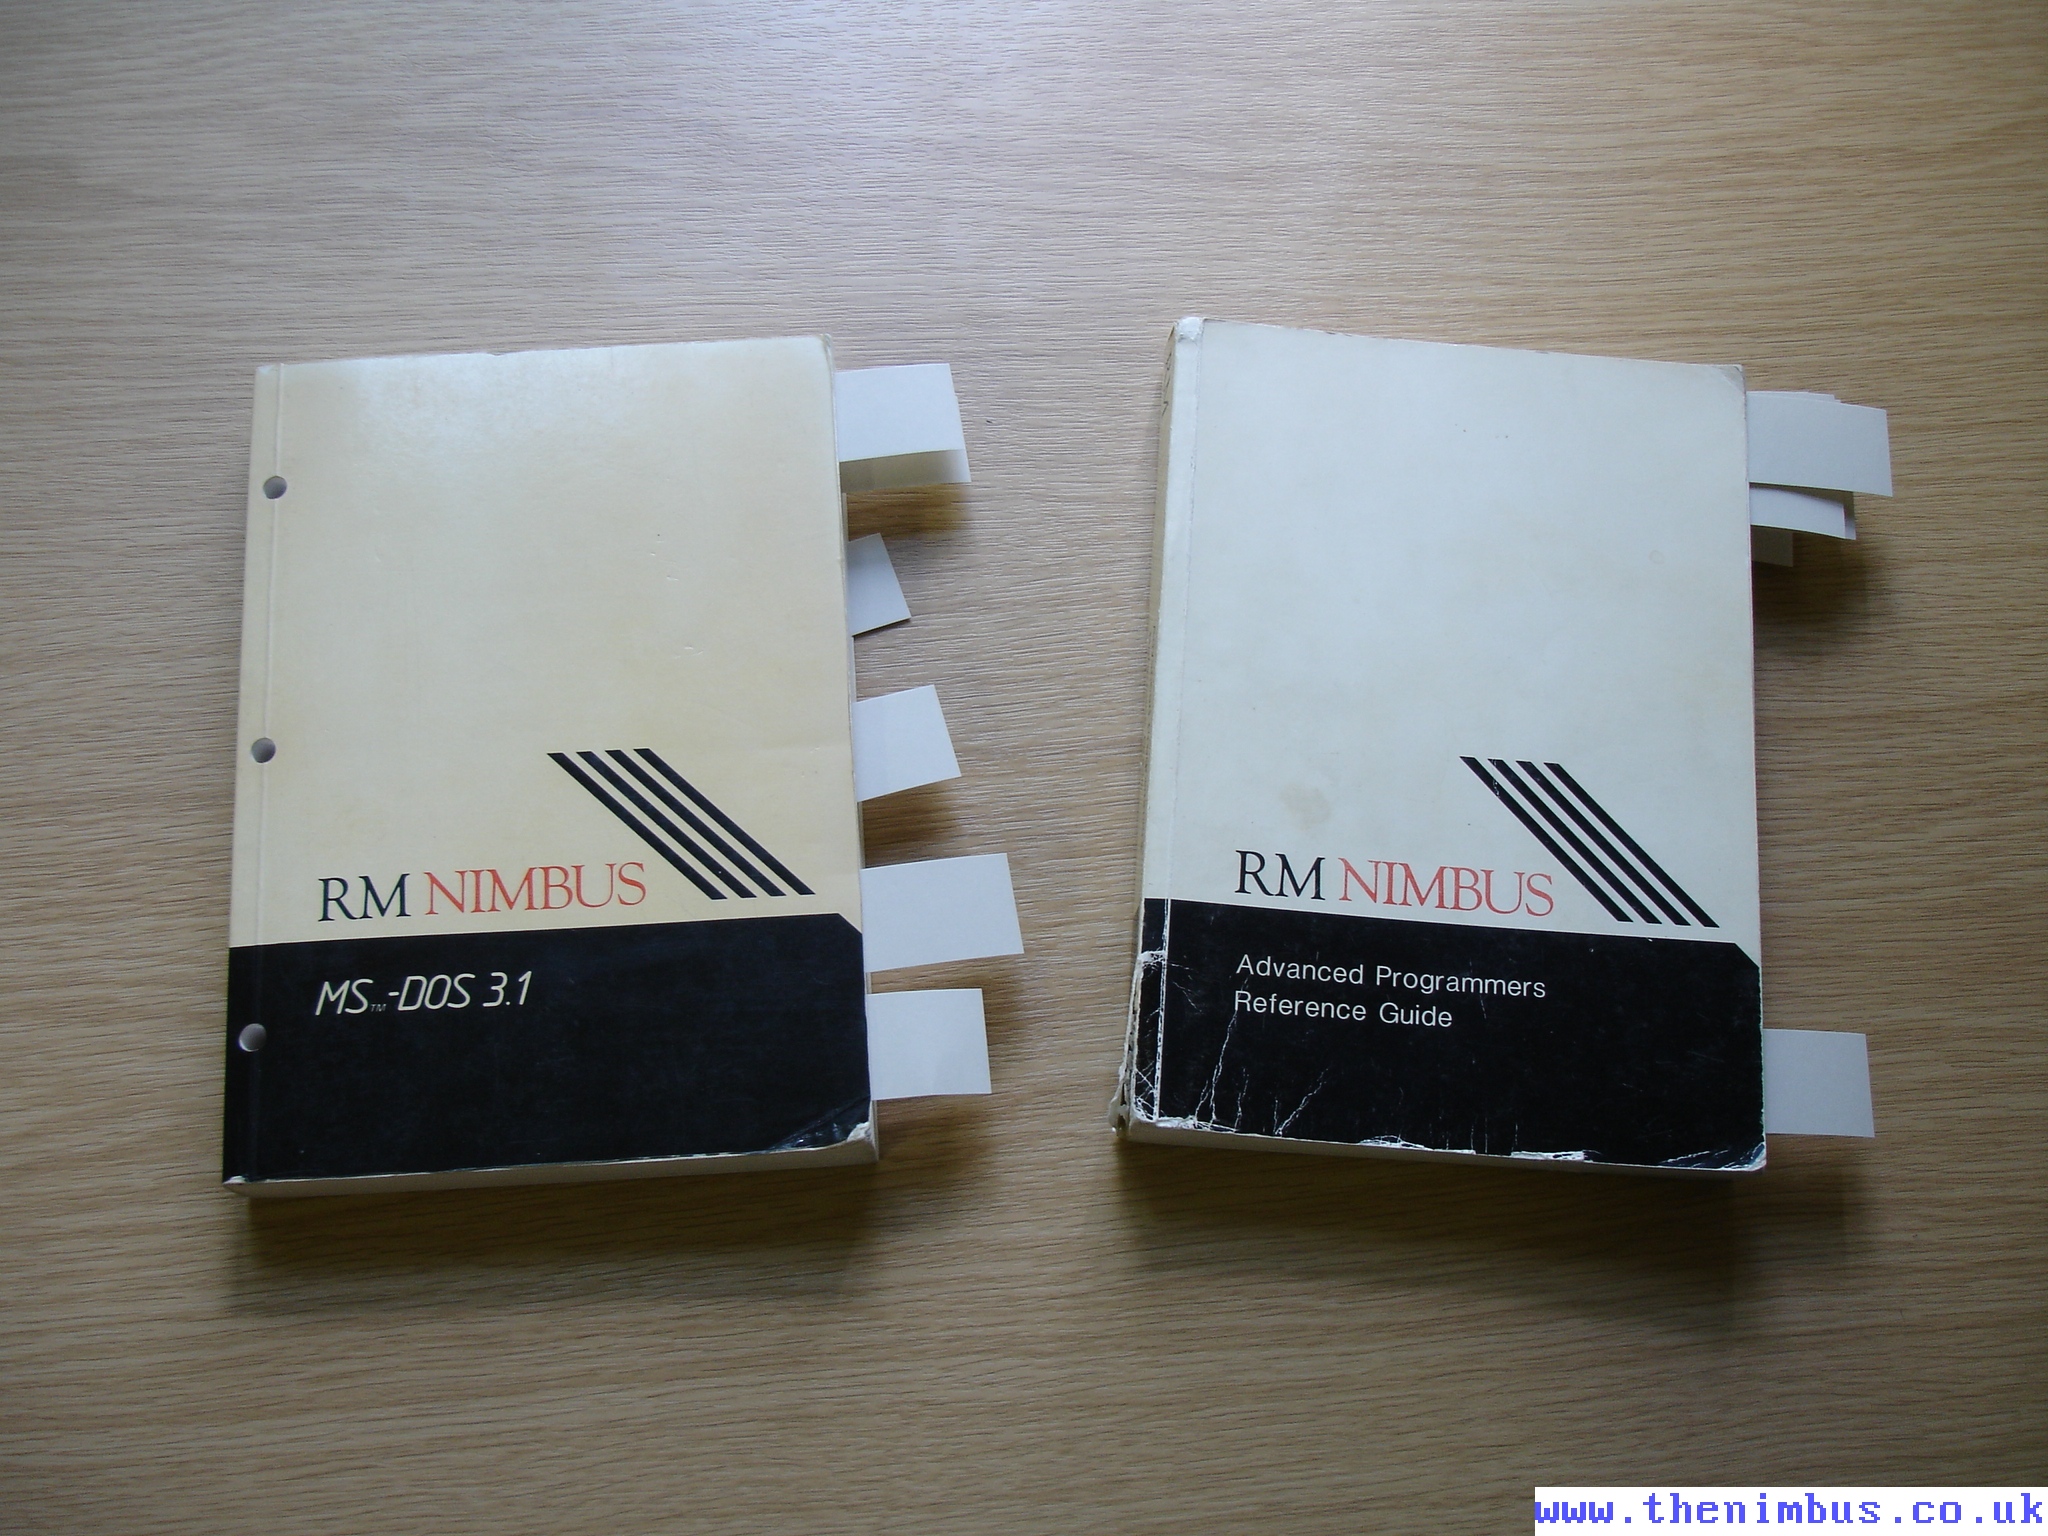 RM NIMBUS
MS™-DOS 3.1
RM NIMBUS
Advanced Programmers
Reference Guide
www.thenimbus.co.uk